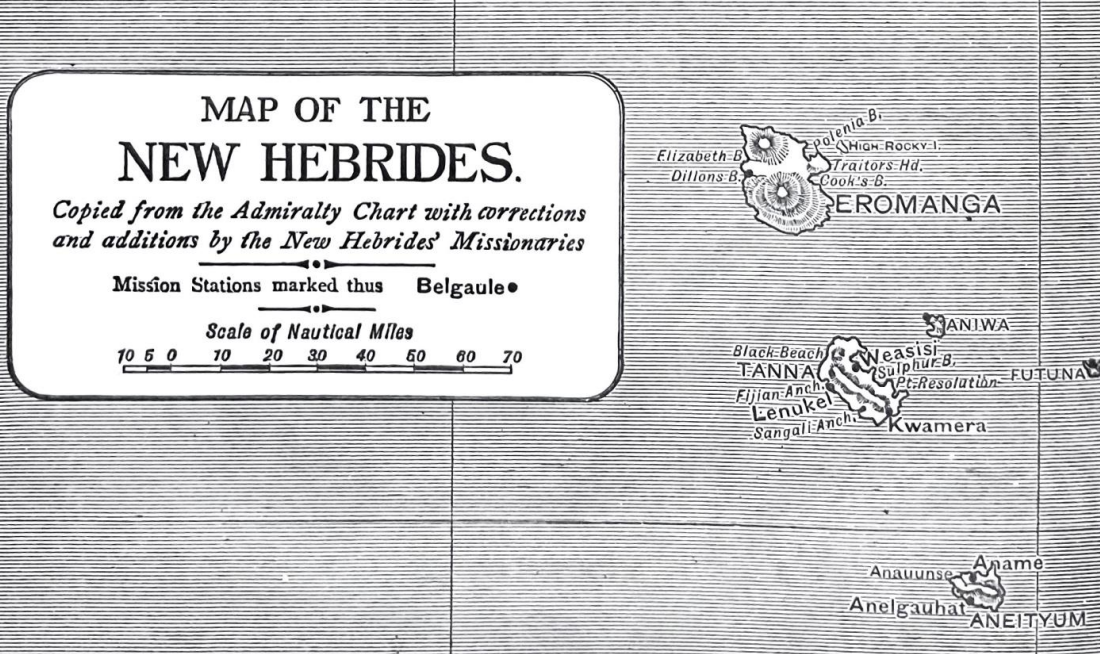 MAP OF THE
NEW HEBRIDES.
Copied from the Admiralty Chart with corrections
and additions by the New Hebrides' Missionaries
Mission Stations marked thus Belgaule
Scale of Nautical Miles
10 5 0 10 20 30 40 50 60 70
Polenia B.
Elizabeth B
HIGH ROCKY I.
Traitors Hd.
Dillons B.
Cook's B.
EROMANGA
ANIWA
Black Beach
Weasisi
TANNA
Sulphur B.
Pt. Resolution
FUTUNA
Fijian Anch.
Lenukel
Sangali Anch.
Kwamera
Aname
Anauunse
Anelgauhat
ANEITYUM